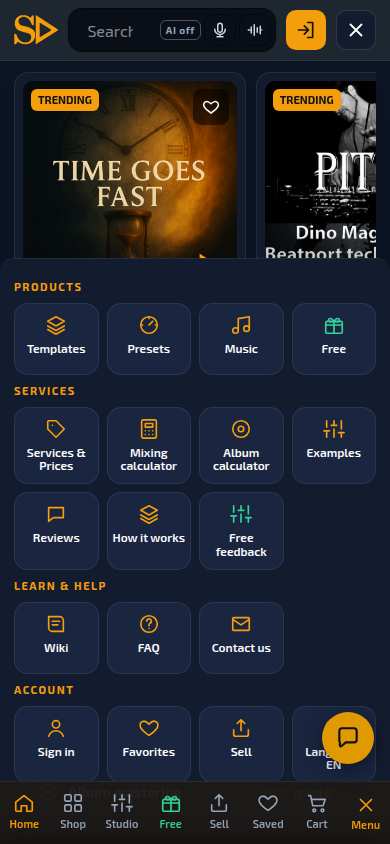 SD
Search
AI off
TRENDING
TRENDING
TIME GOES
FAST
PIT
Dino Mag
Beatport tech
PRODUCTS
Templates
Presets
Music
Free
SERVICES
Services &
Prices
Mixing
calculator
Album
calculator
Examples
Reviews
How it works
Free
feedback
LEARN & HELP
Wiki
FAQ
Contact us
ACCOUNT
Sign in
Favorites
Sell
EN
Home
Shop
Studio
Free
Sell
Saved
Cart
Menu